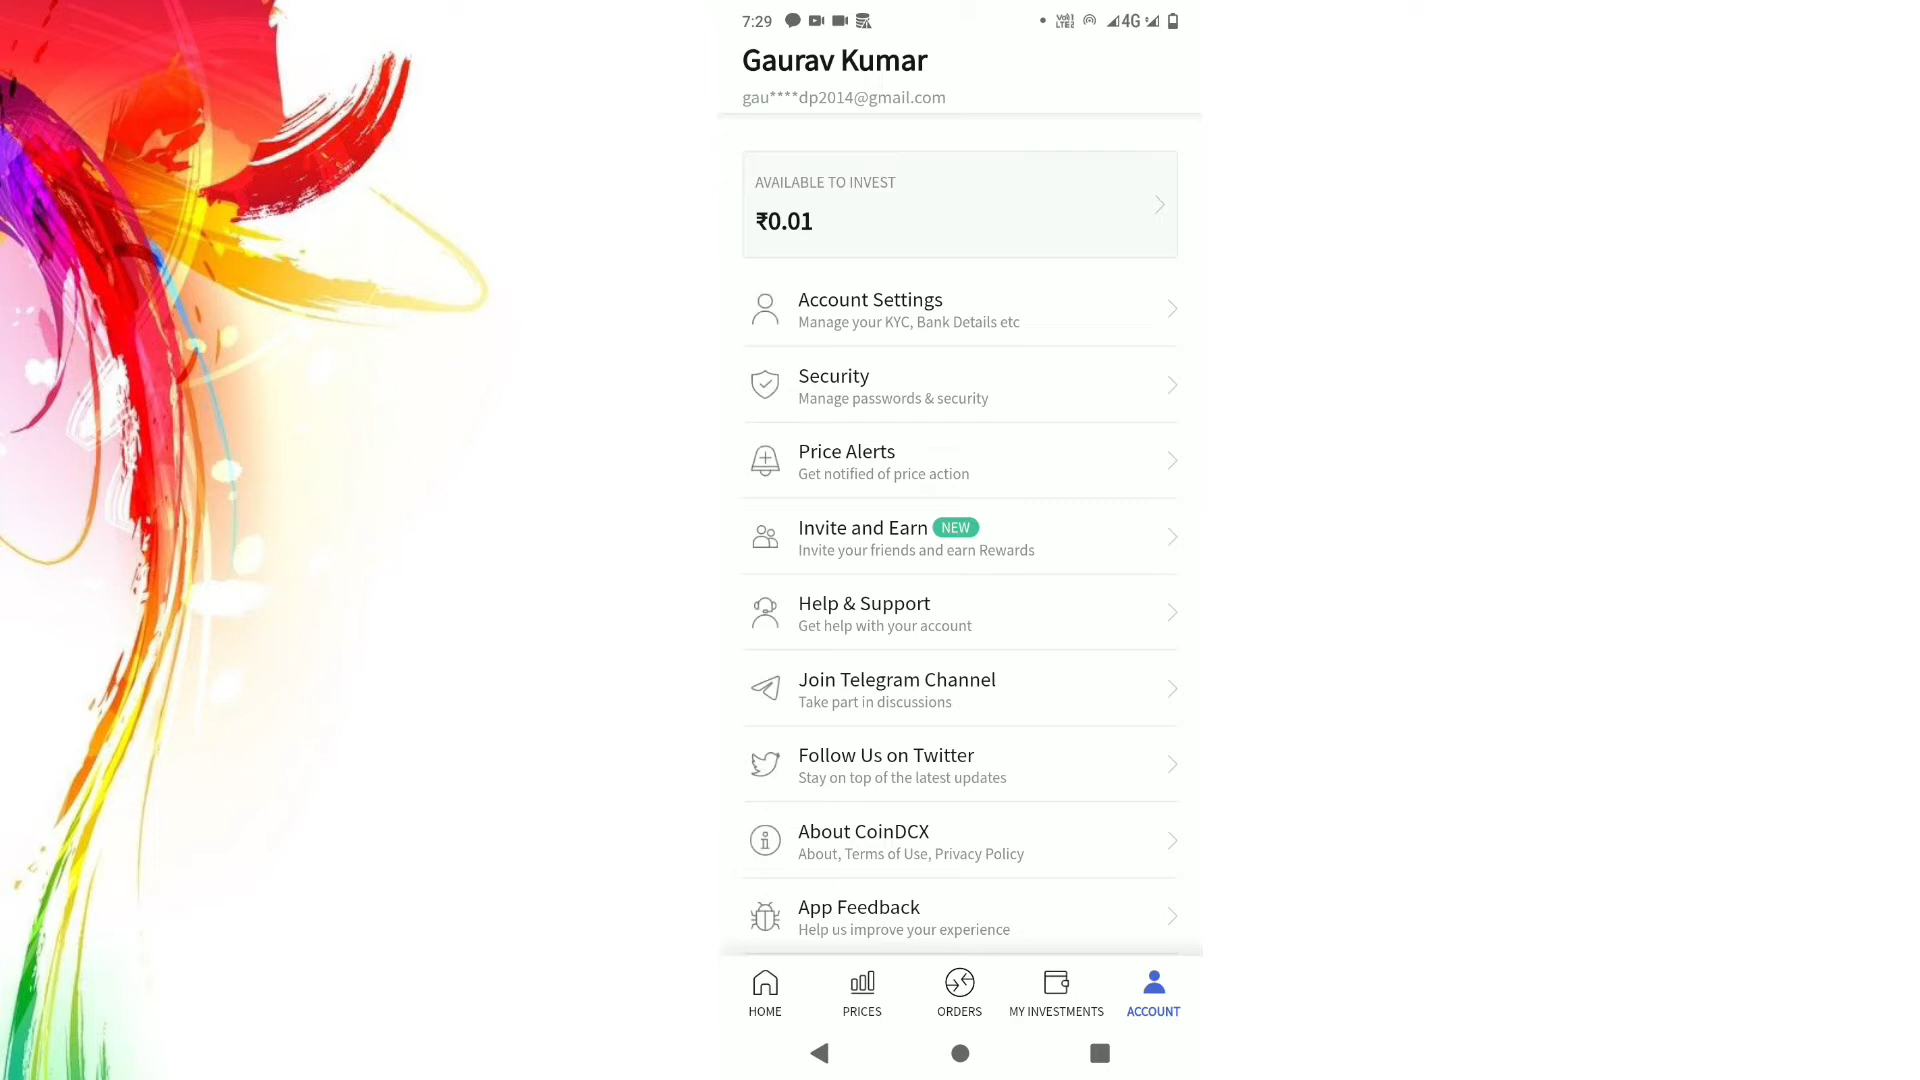 7:29
4G
Gaurav Kumar
gau****dp2014@gmail.com
AVAILABLE TO INVEST
₹0.01
Account Settings
Manage your KYC, Bank Details etc
Security
Manage passwords & security
Price Alerts
Get notified of price action
Invite and Earn NEW
Invite your friends and earn Rewards
Help & Support
Get help with your account
Join Telegram Channel
Take part in discussions
Follow Us on Twitter
Stay on top of the latest updates
About CoinDCX
About, Terms of Use, Privacy Policy
App Feedback
Help us improve your experience
HOME
PRICES
ORDERS
MY INVESTMENTS
ACCOUNT